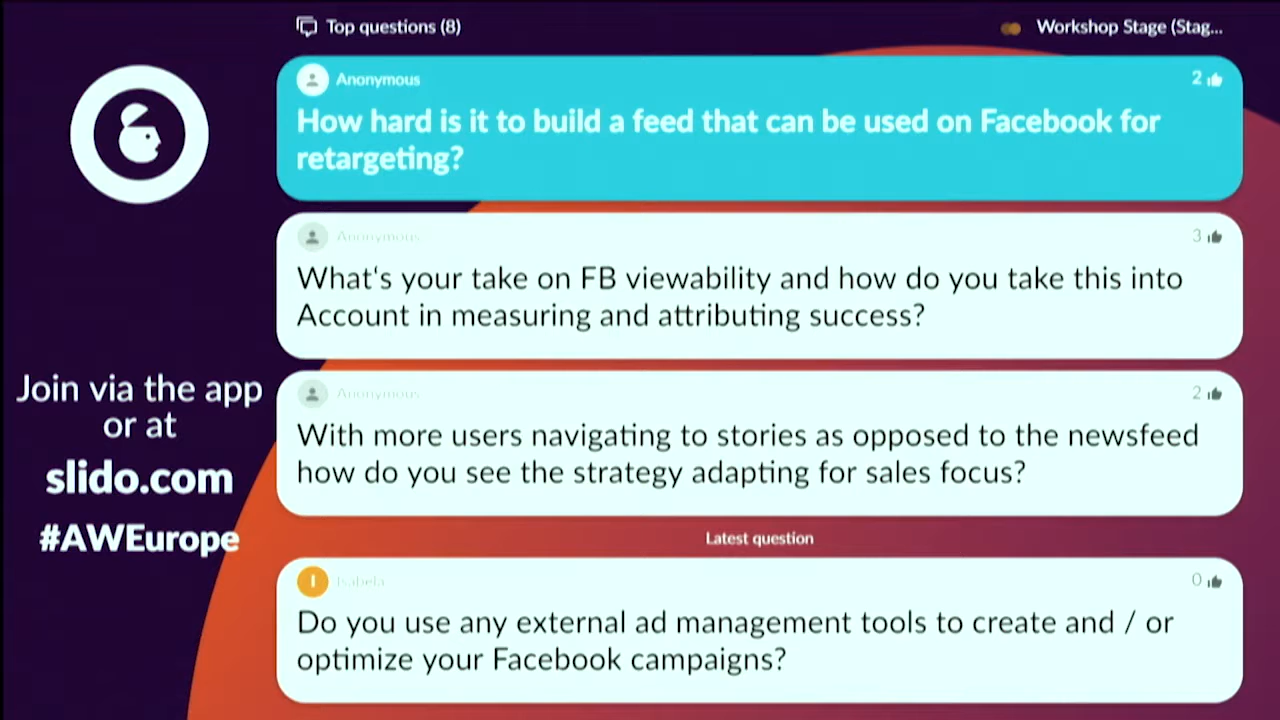 Top questions (8)
Workshop Stage (Stag...
Anonymous
2
How hard is it to build a feed that can be used on Facebook for
retargeting?
Anonymous
3
What's your take on FB viewability and how do you take this into
Account in measuring and attributing success?
Anonymous
2
With more users navigating to stories as opposed to the newsfeed
how do you see the strategy adapting for sales focus?
Latest question
I
Isabela
0
Do you use any external ad management tools to create and / or
optimize your Facebook campaigns?
Join via the app
or at
slido.com
#AWEurope